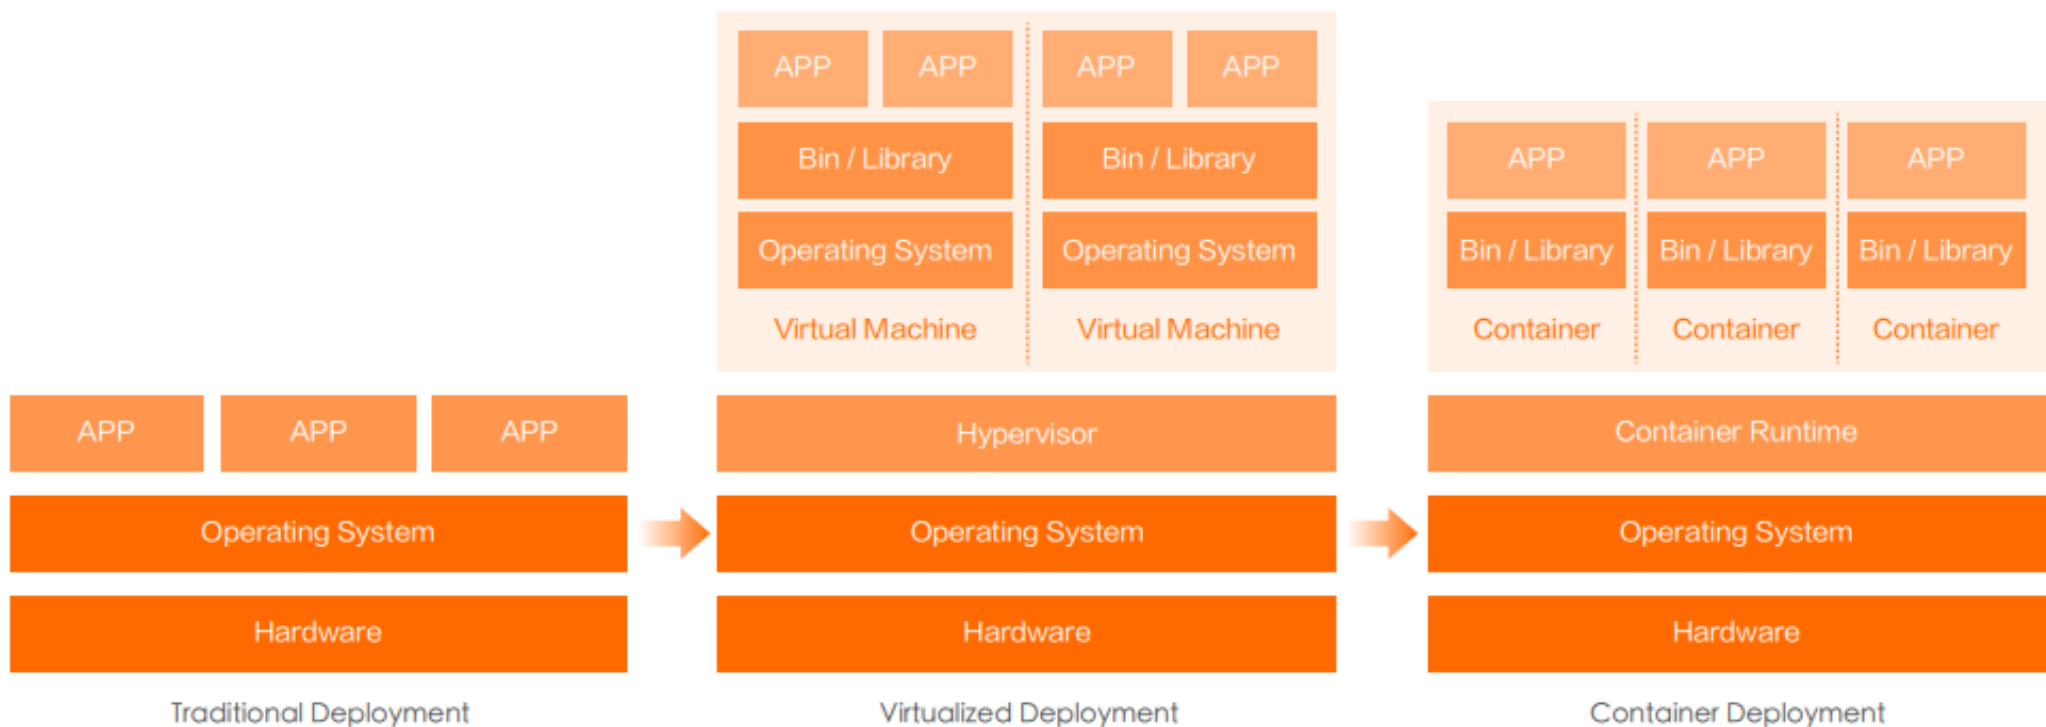 APP APP APP
Operating System
Hardware
Traditional Deployment
APP APP APP APP
Bin / Library Bin / Library
Operating System Operating System
Virtual Machine Virtual Machine
Hypervisor
Operating System
Hardware
Virtualized Deployment
APP APP APP
Bin / Library Bin / Library Bin / Library
Container Container Container
Container Runtime
Operating System
Hardware
Container Deployment